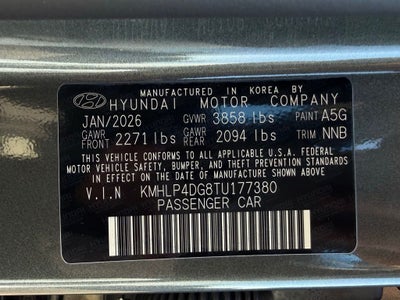 MANUFACTURED IN KOREA BY
HYUNDAI MOTOR COMPANY
JAN/2026 GVWR 3858 lbs PAINT A5G
GAWR FRONT 2271 lbs GAWR REAR 2094 lbs TRIM NNB
THIS VEHICLE CONFORMS TO ALL APPLICABLE U.S.A. FEDERAL
MOTOR VEHICLE SAFETY, BUMPER, AND THEFT PREVENTION
STANDARDS IN EFFECT ON THE DATE OF MANUFACTURE
SHOWN ABOVE.
V.I.N KMHLP4DG8TU177380
PASSENGER CAR